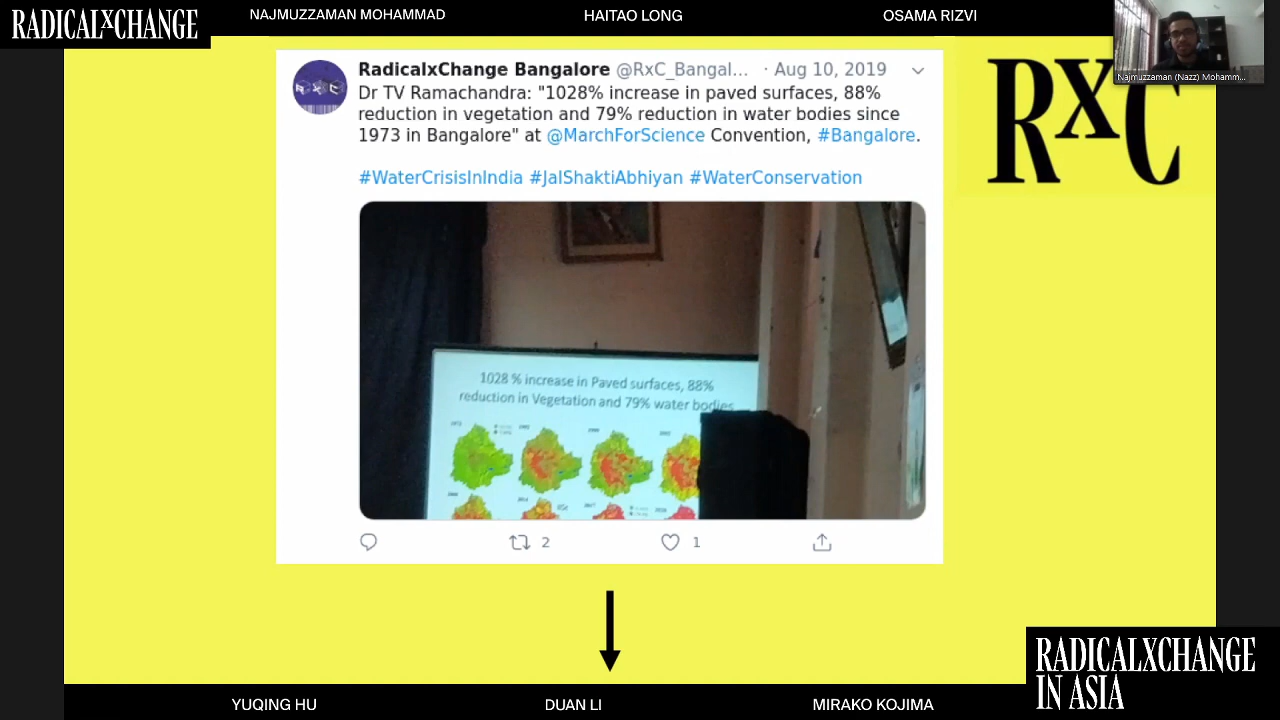 RADICALXCHANGE
NAJMUZZAMAN MOHAMMAD
HAITAO LONG
OSAMA RIZVI
Najmuzzaman (Nazz) Mohamm...
RXC
RadicalxChange Bangalore @RxC_Bangal... · Aug 10, 2019
Dr TV Ramachandra: "1028% increase in paved surfaces, 88%
reduction in vegetation and 79% reduction in water bodies since
1973 in Bangalore" at @MarchForScience Convention, #Bangalore.
#WaterCrisisInIndia #JalShaktiAbhiyan #WaterConservation
1028 % increase in Paved surfaces, 88%
reduction in Vegetation and 79% water bodies
2
1
RADICALXCHANGE
IN ASIA
YUQING HU
DUAN LI
MIRAKO KOJIMA